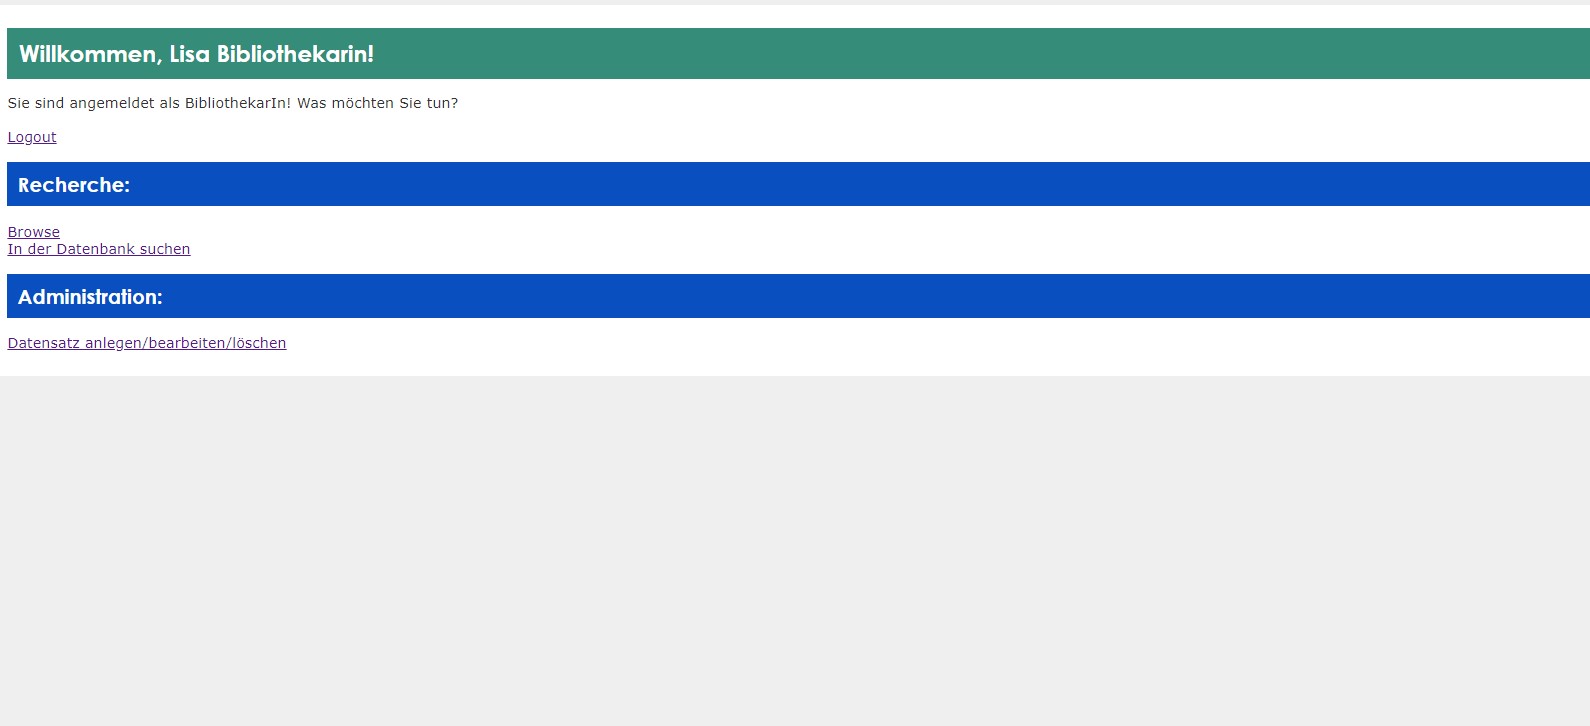 Willkommen, Lisa Bibliothekarin!
Sie sind angemeldet als BibliothekarIn! Was möchten Sie tun?
Logout
Recherche:
Browse
In der Datenbank suchen
Administration:
Datensatz anlegen/bearbeiten/löschen